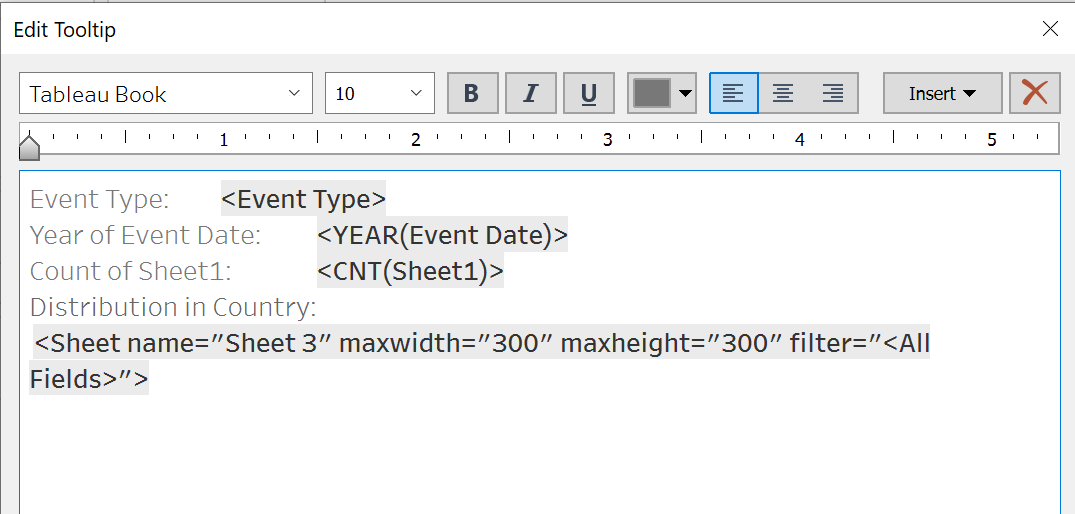 Edit Tooltip
Tableau Book 10 B I U Insert
1 2 3 4 5
Event Type: <Event Type>
Year of Event Date: <YEAR(Event Date)>
Count of Sheet1: <CNT(Sheet1)>
Distribution in Country:
<Sheet name="Sheet 3" maxwidth="300" maxheight="300" filter="<All
Fields>">